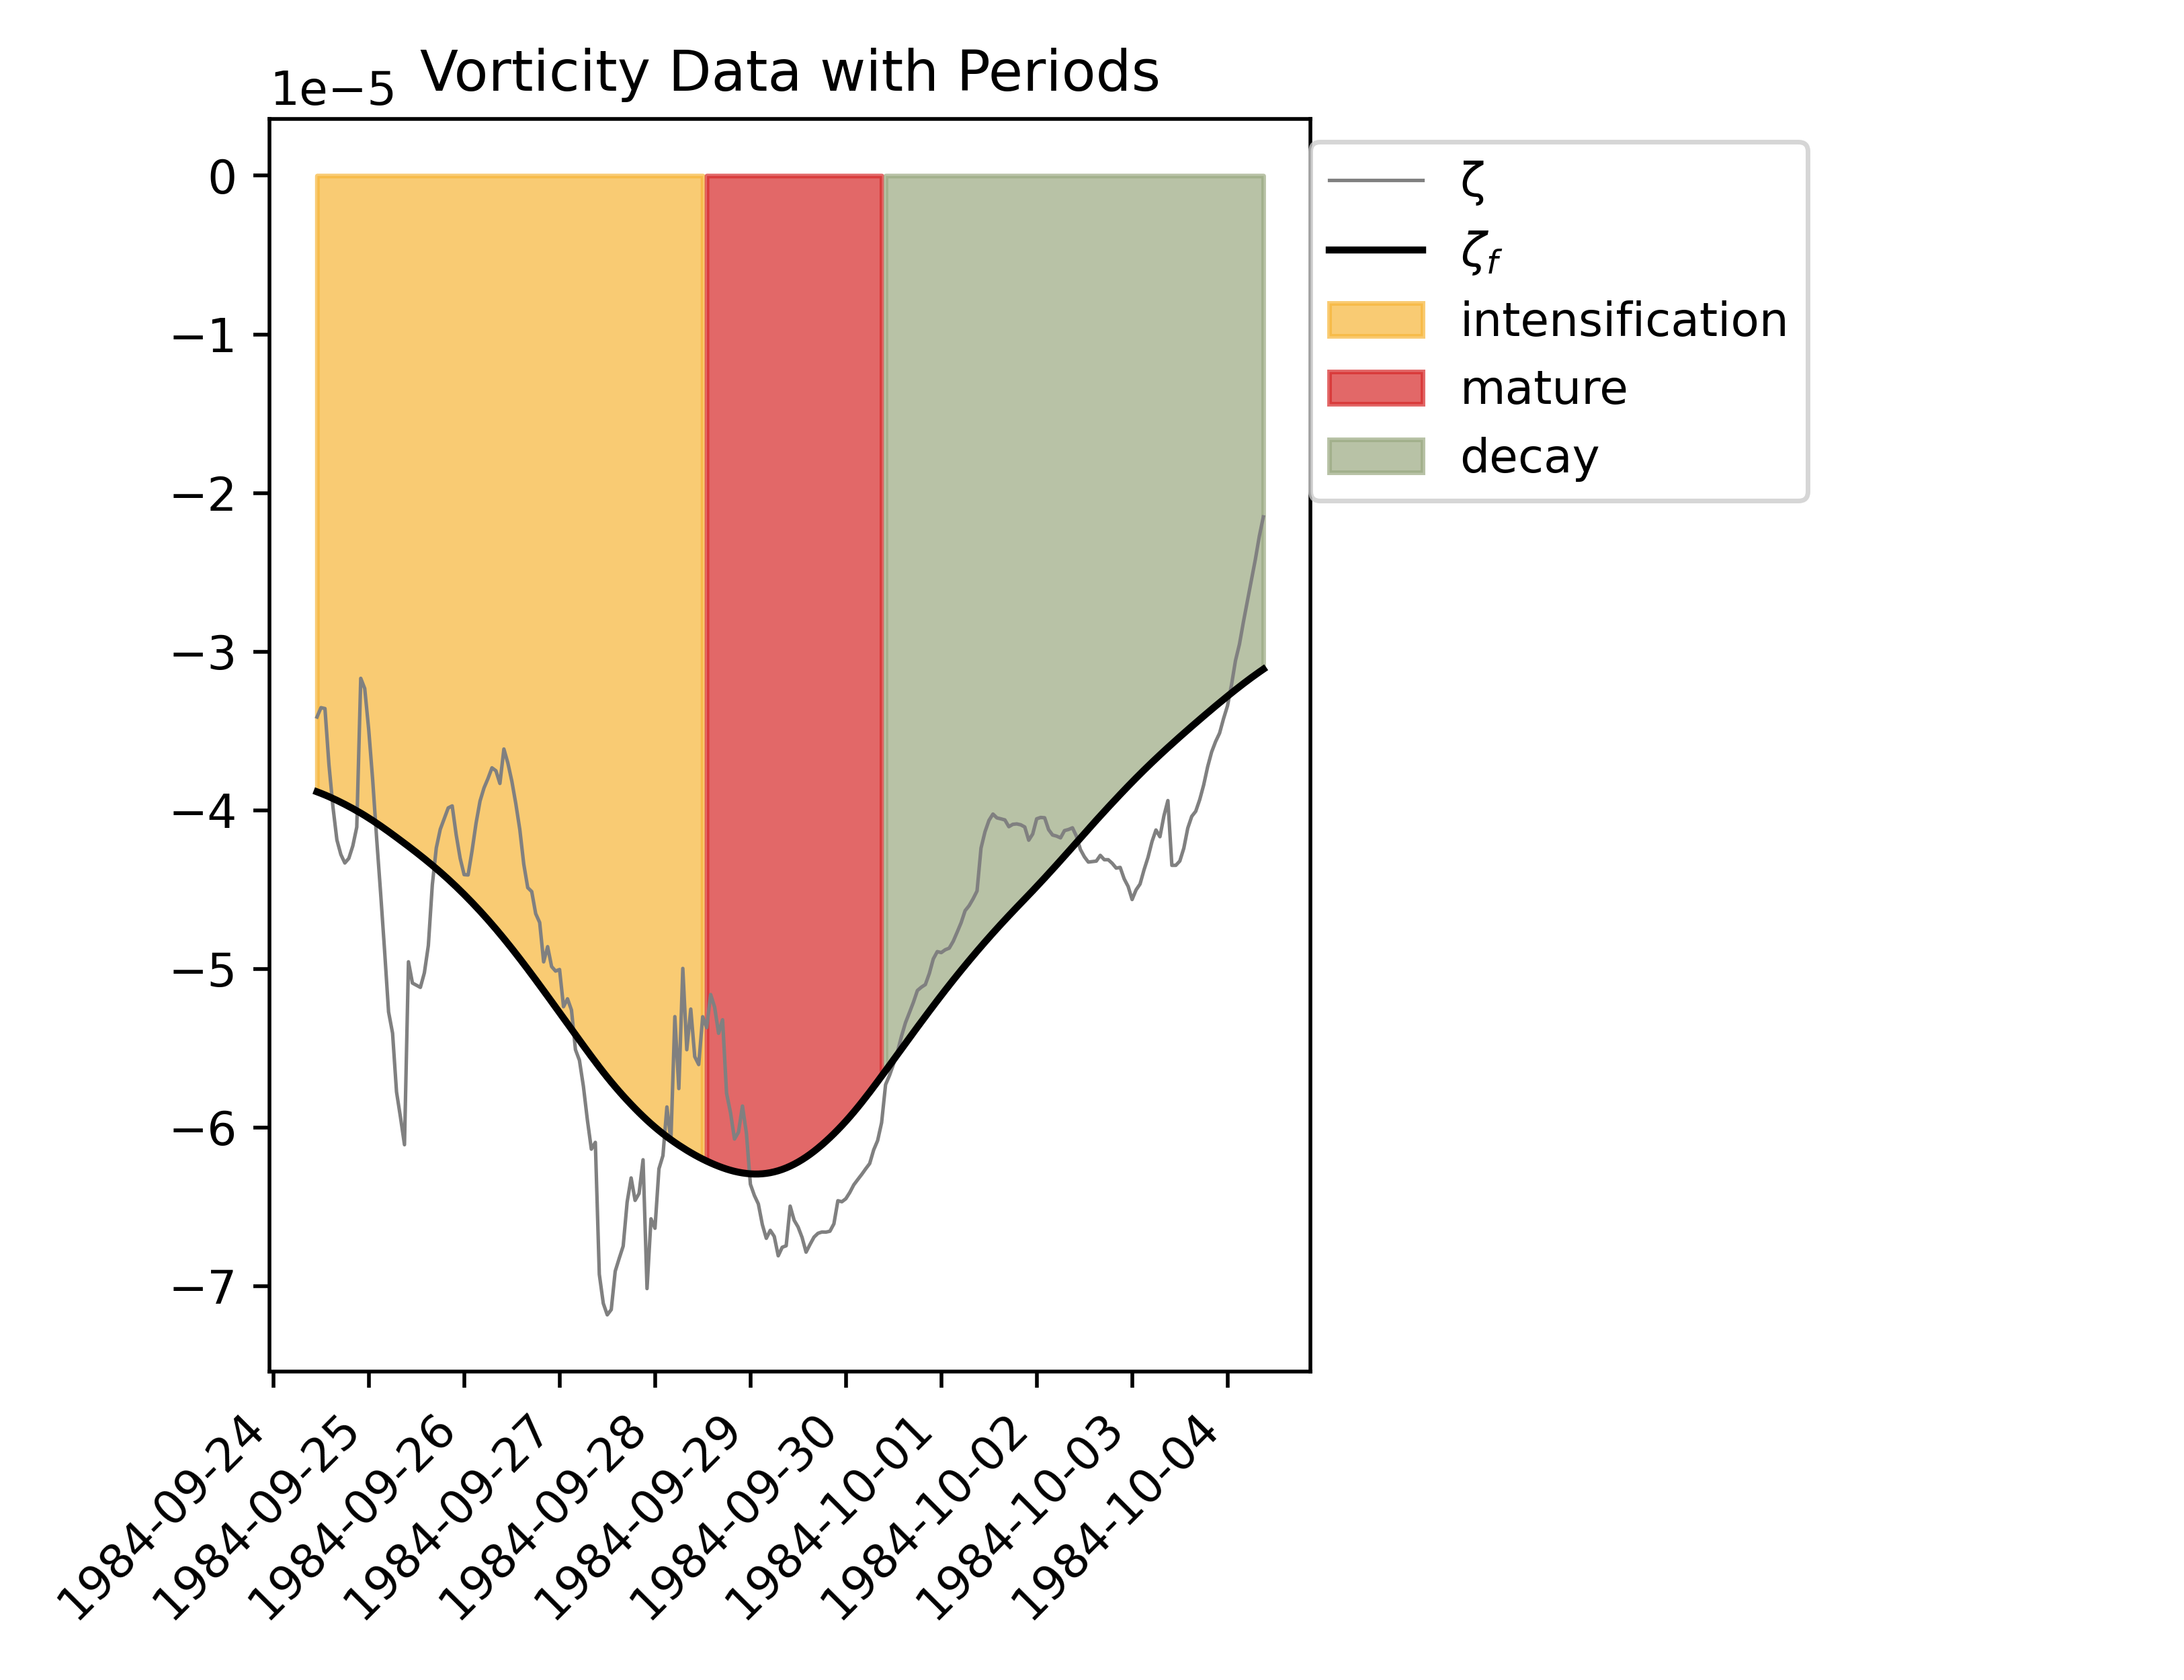 Vorticity Data with Periods
1e−5
0
−1
−2
−3
−4
−5
−6
−7
1984-09-24
1984-09-25
1984-09-26
1984-09-27
1984-09-28
1984-09-29
1984-09-30
1984-10-01
1984-10-02
1984-10-03
1984-10-04
ζ
ζf
intensification
mature
decay